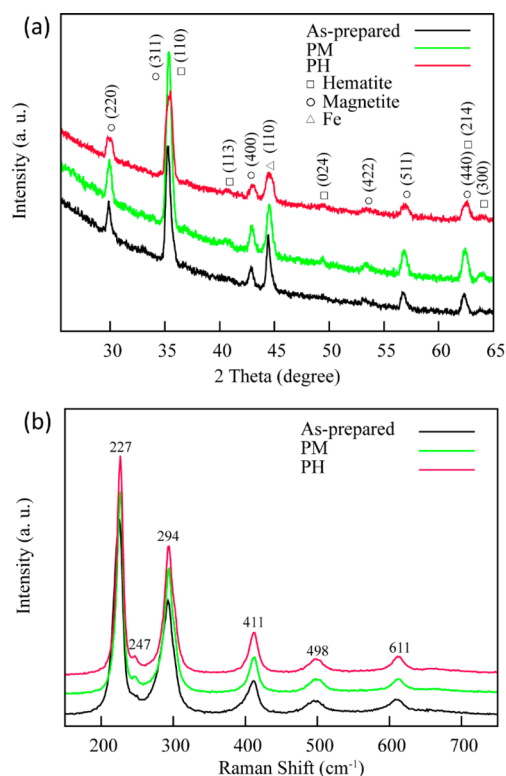 (a)
As-prepared
PM
PH
□ Hematite
○ Magnetite
△ Fe
○ (220)
○ (311)
□ (110)
□ (113)
○ (400)
△ (110)
□ (024)
○ (422)
○ (511)
○ (440)
□ (214)
□ (300)
Intensity (a. u.)
30 35 40 45 50 55 60 65
2 Theta (degree)
(b)
As-prepared
PM
PH
227
247
294
411
498
611
Intensity (a. u.)
200 300 400 500 600 700
Raman Shift (cm⁻¹)